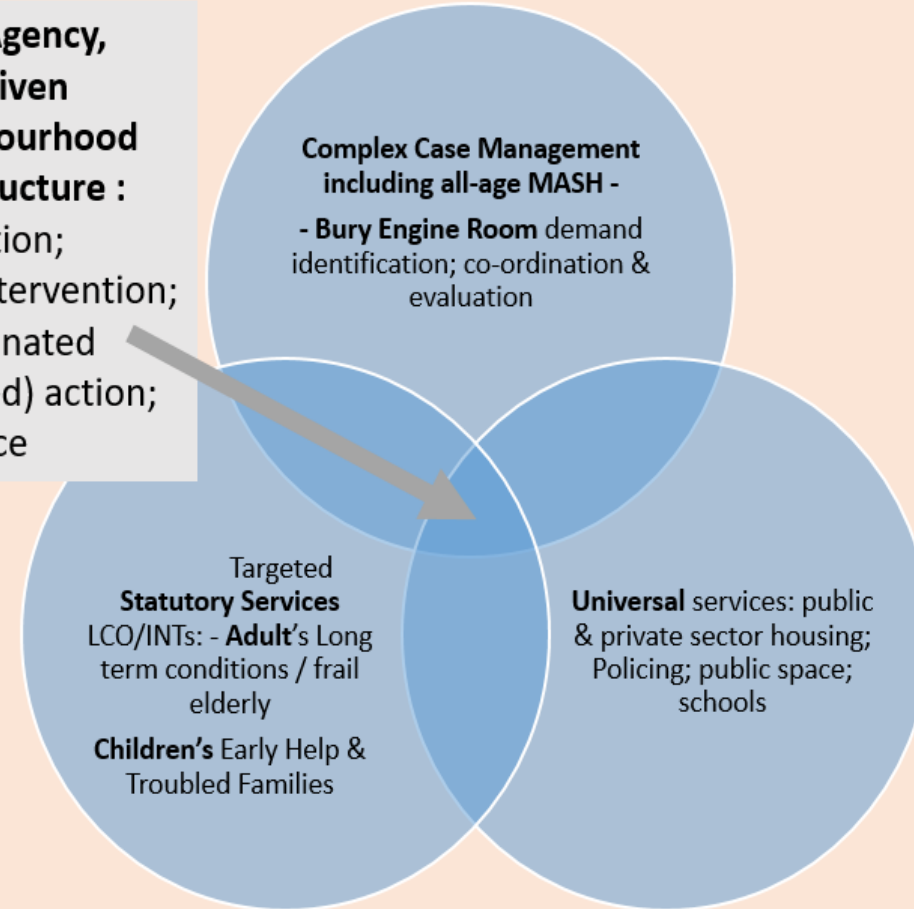 gency,
iven
ourhood
ucture :
tion;
tervention;
nated
d) action;
ce
Complex Case Management
including all-age MASH -
- Bury Engine Room demand
identification; co-ordination &
evaluation
Targeted
Statutory Services
LCO/INTs: - Adult's Long
term conditions / frail
elderly
Children's Early Help &
Troubled Families
Universal services: public
& private sector housing;
Policing; public space;
schools